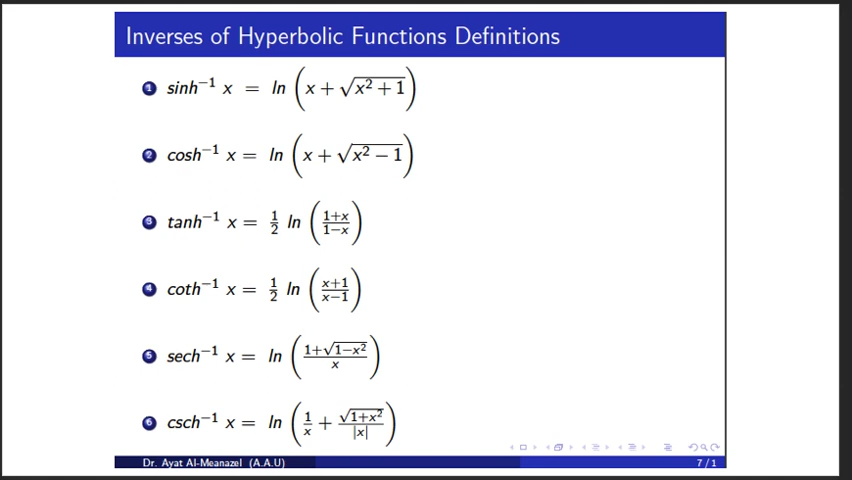 Inverses of Hyperbolic Functions Definitions
1 sinh⁻¹ x = ln (x + √(x² + 1))
2 cosh⁻¹ x = ln (x + √(x² − 1))
3 tanh⁻¹ x = 1/2 ln ((1+x)/(1−x))
4 coth⁻¹ x = 1/2 ln ((x+1)/(x−1))
5 sech⁻¹ x = ln ((1+√(1−x²))/x)
6 csch⁻¹ x = ln (1/x + √(1+x²)/|x|)
Dr. Ayat Al-Meanazel (A.A.U) 7 / 1